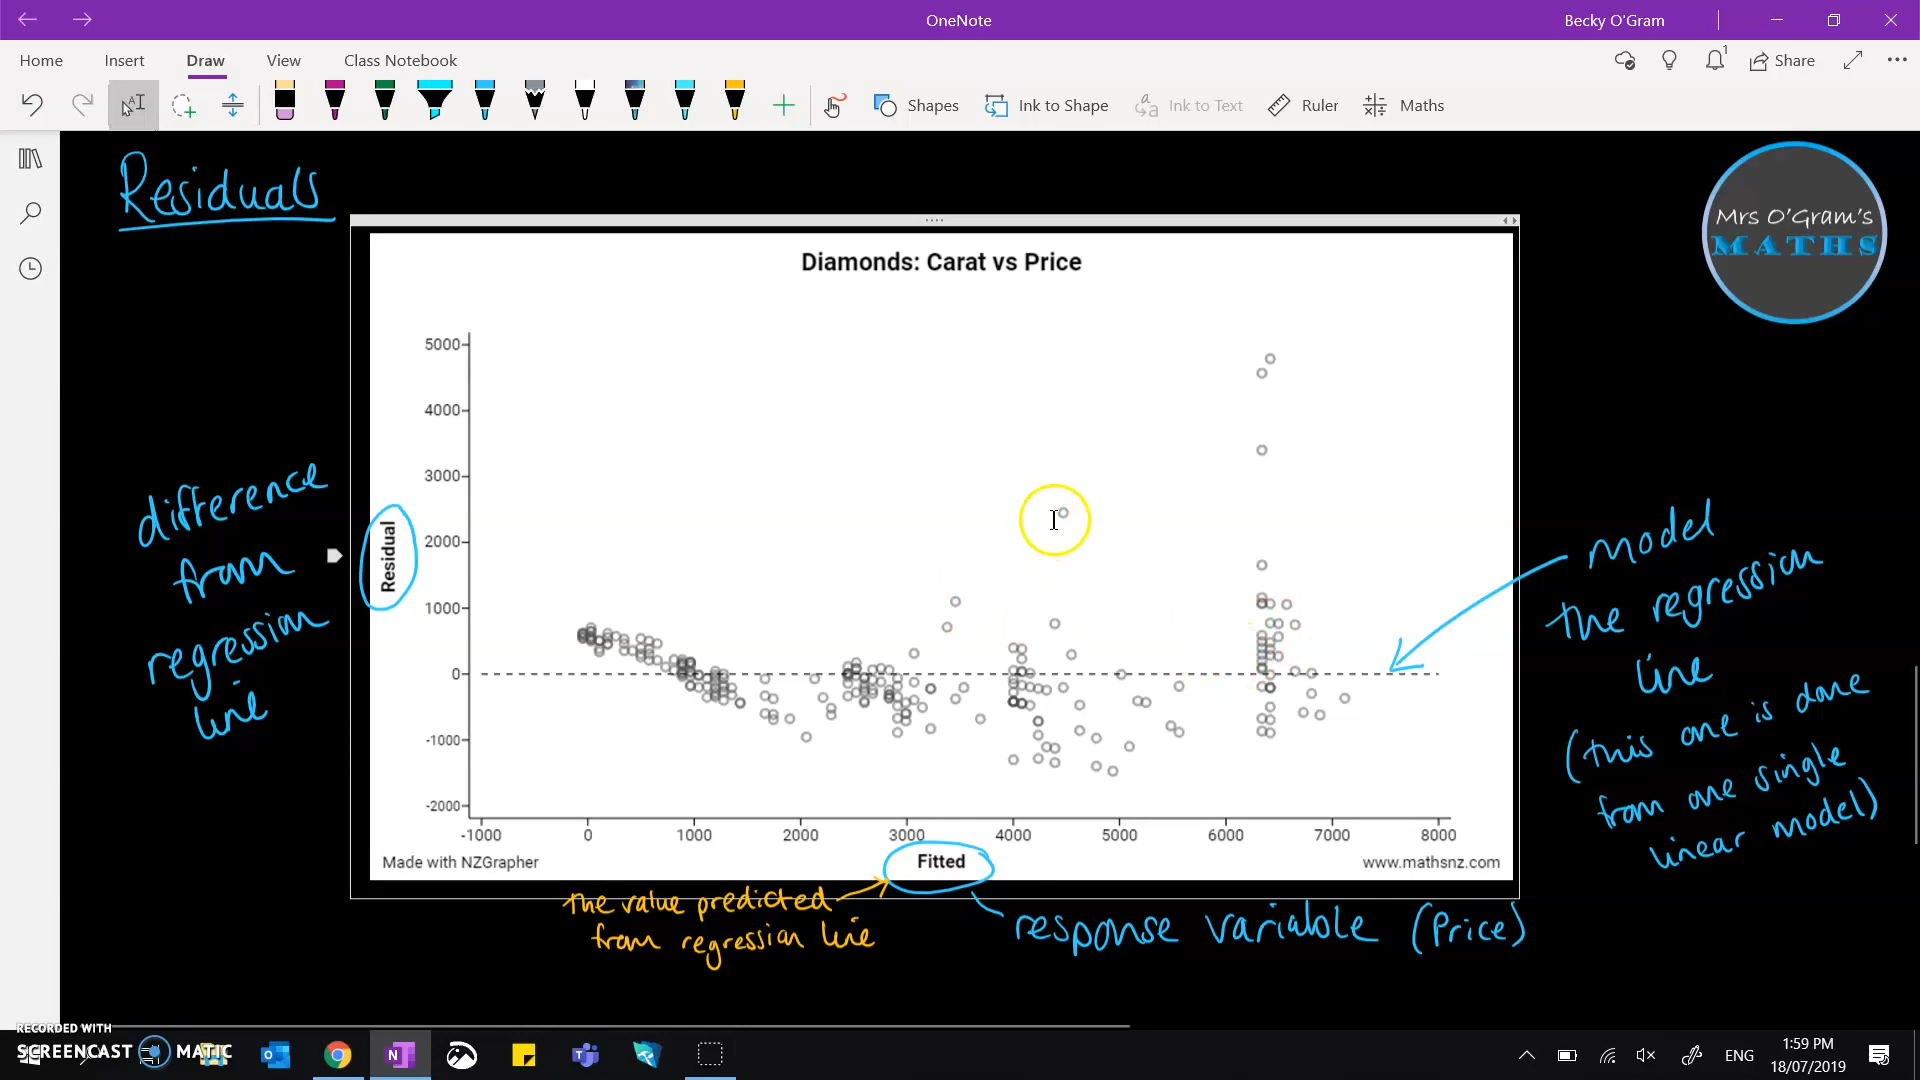 OneNote
Becky O'Gram
Home
Insert
Draw
View
Class Notebook
1
Share
Shapes
Ink to Shape
Ink to Text
Ruler
Maths
Residuals
Mrs O'Gram's
MATHS
Diamonds: Carat vs Price
5000
4000
3000
2000
1000
0
-1000
-2000
Residual
-1000
0
1000
2000
3000
4000
5000
6000
7000
8000
Fitted
Made with NZGrapher
www.mathsnz.com
difference
from
regression
line
model
the regression
line
(this one is done
from one single
linear model)
the value predicted
from regression line
response variable (Price)
RECORDED WITH
SCREENCAST MATIC
ENG
1:59 PM
18/07/2019